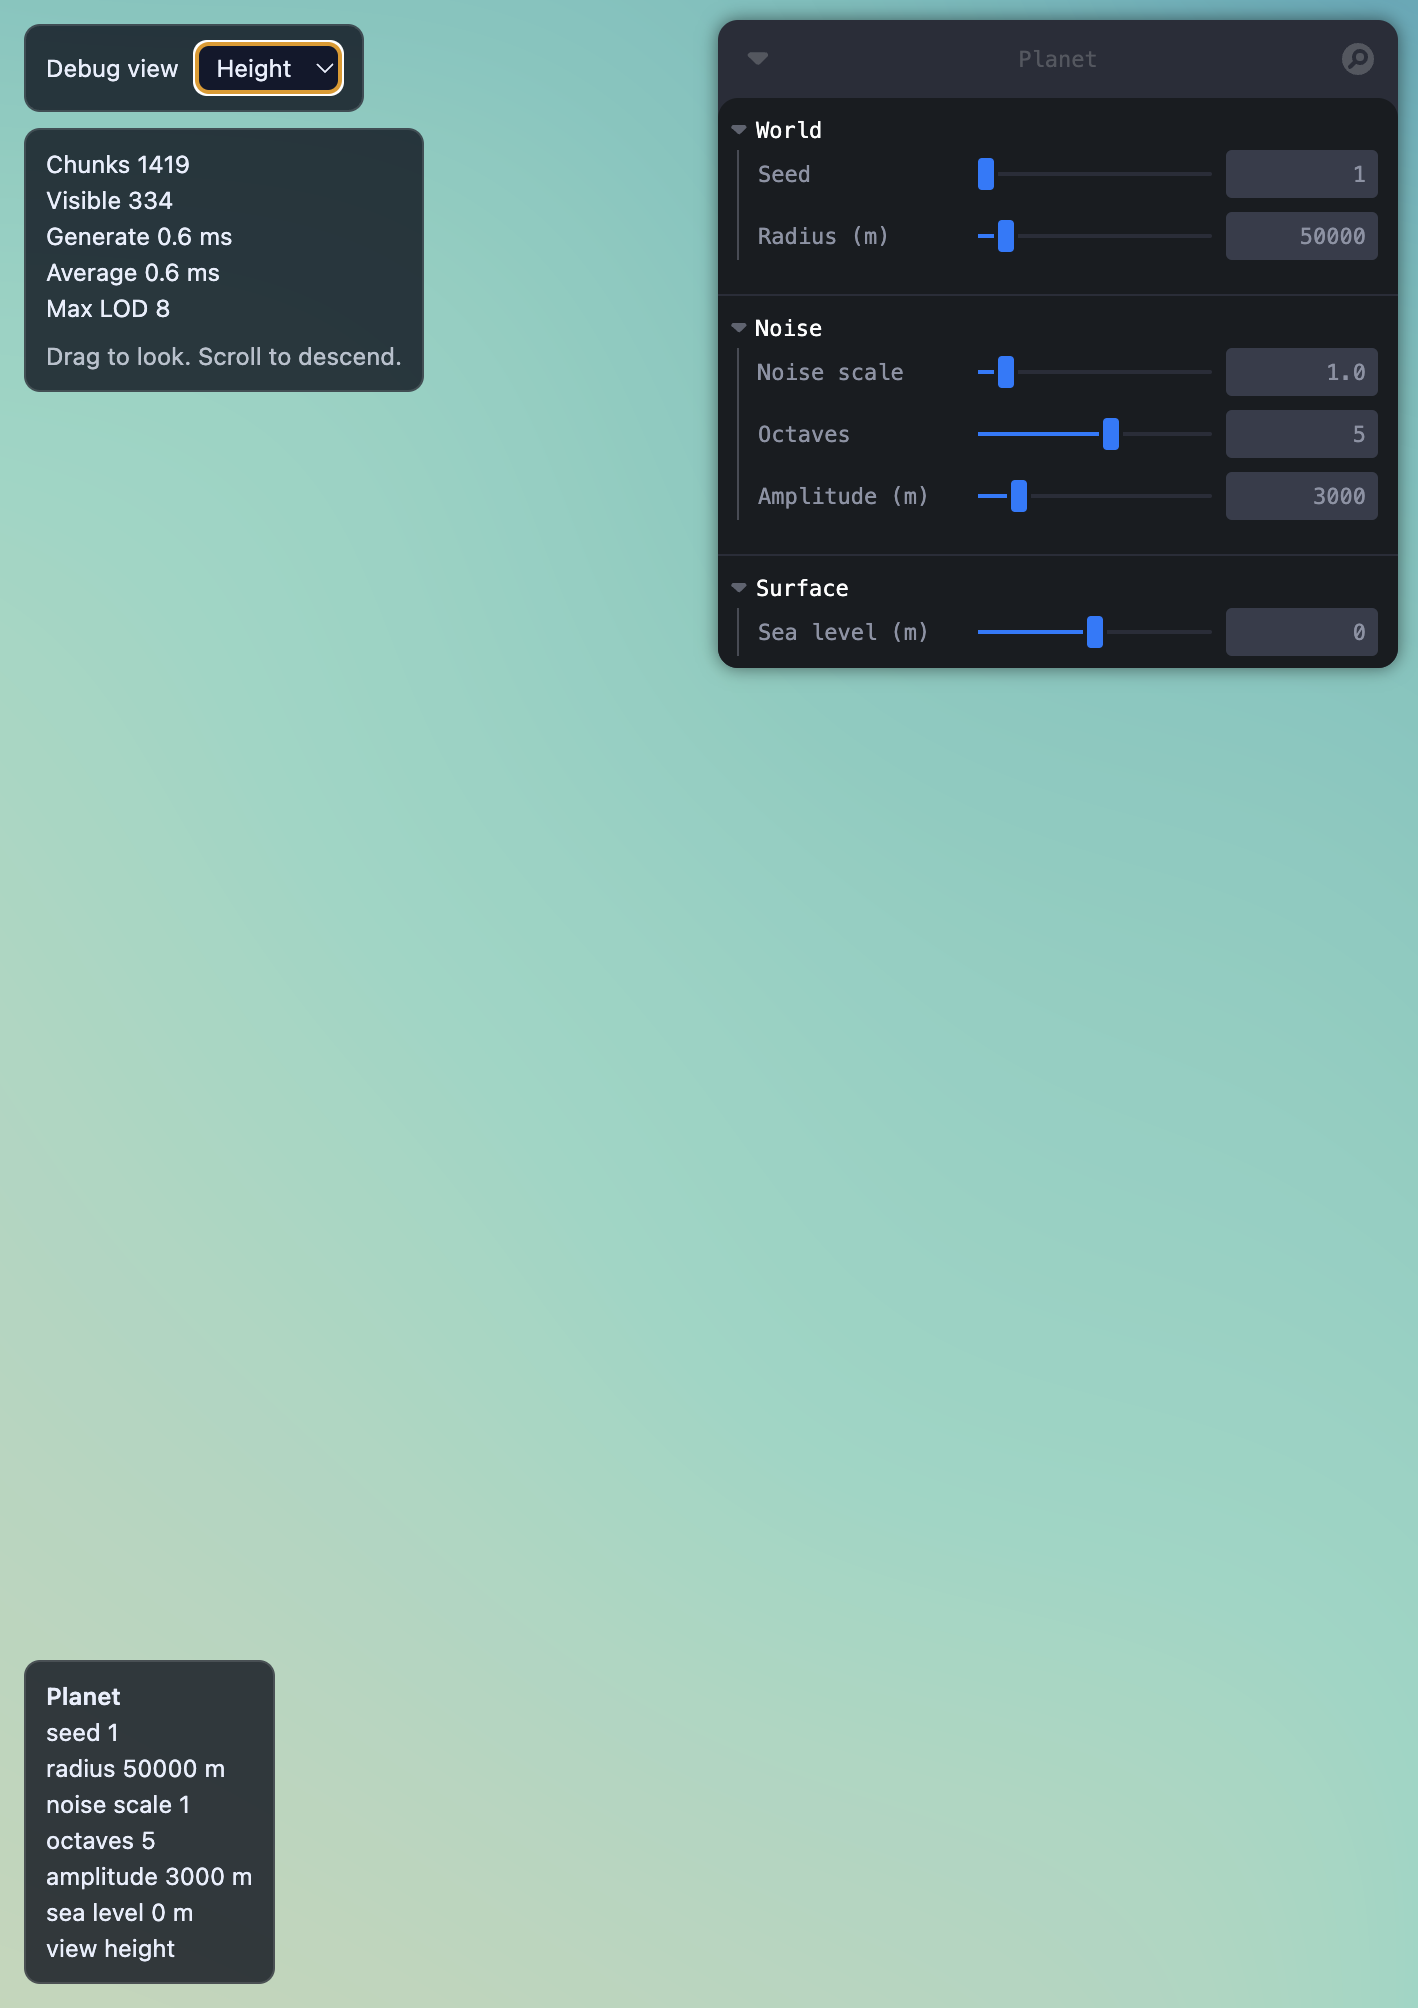 Debug view Height
Chunks 1419
Visible 334
Generate 0.6 ms
Average 0.6 ms
Max LOD 8
Drag to look. Scroll to descend.
Planet
World
Seed 1
Radius (m) 50000
Noise
Noise scale 1.0
Octaves 5
Amplitude (m) 3000
Surface
Sea level (m) 0
Planet
seed 1
radius 50000 m
noise scale 1
octaves 5
amplitude 3000 m
sea level 0 m
view height